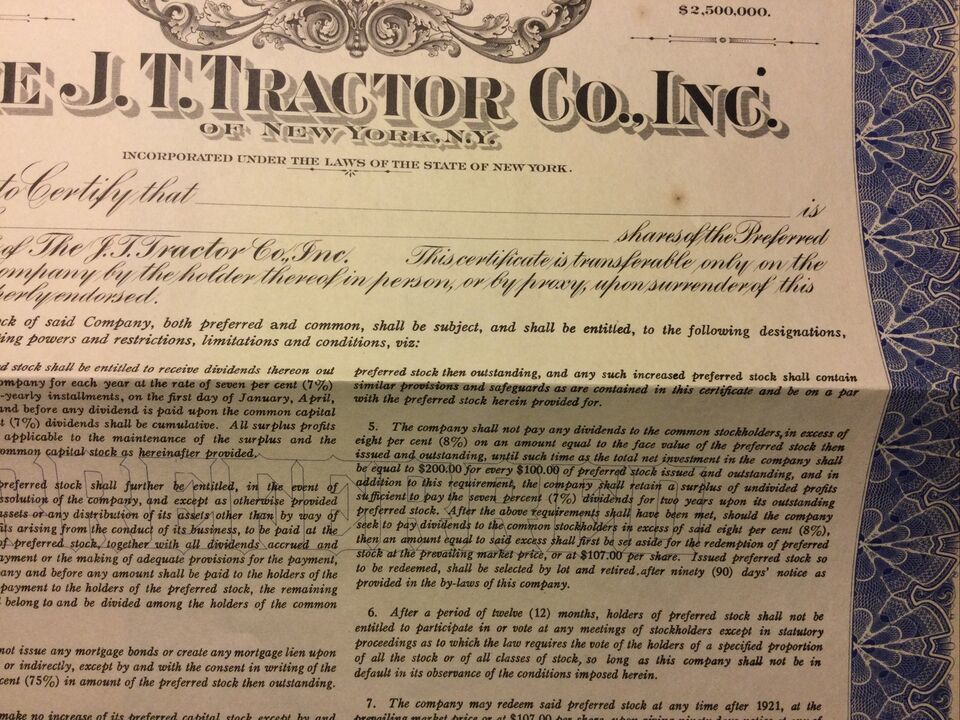 $2,500,000.
E J. T. TRACTOR CO., INC.
OF NEW YORK, N.Y.
INCORPORATED UNDER THE LAWS OF THE STATE OF NEW YORK.
to Certify that is
shares of the Preferred
of The J. T. Tractor Co., Inc. This certificate is transferable only on the
ompany by the holder thereof in person, or by proxy, upon surrender of this
erly endorsed.
ck of said Company, both preferred and common, shall be subject, and shall be entitled, to the following designations,
ing powers and restrictions, limitations and conditions, viz:
d stock shall be entitled to receive dividends thereon out
ompany for each year at the rate of seven per cent (7%)
-yearly installments, on the first day of January, April,
and before any dividend is paid upon the common capital
t (7%) dividends shall be cumulative. All surplus profits
applicable to the maintenance of the surplus and the
ommon capital stock as hereinafter provided.
preferred stock shall further be entitled, in the event of
ssolution of the company, and except as otherwise provided
assets or any distribution of its assets other than by way of
its arising from the conduct of its business, to be paid at the
of preferred stock, together with all dividends accrued and
ayment or the making of adequate provisions for the payment,
any and before any amount shall be paid to the holders of the
payment to the holders of the preferred stock, the remaining
belong to and be divided among the holders of the common
not issue any mortgage bonds or create any mortgage lien upon
or indirectly, except by and with the consent in writing of the
cent (75%) in amount of the preferred stock then outstanding.
make no increase of its preferred capital stock except by and
preferred stock then outstanding, and any such increased preferred stock shall contain
similar provisions and safeguards as are contained in this certificate and be on a par
with the preferred stock herein provided for.
5. The company shall not pay any dividends to the common stockholders, in excess of
eight per cent (8%) on an amount equal to the face value of the preferred stock then
issued and outstanding, until such time as the total net investment in the company shall
be equal to $200.00 for every $100.00 of preferred stock issued and outstanding, and in
addition to this requirement, the company shall retain a surplus of undivided profits
sufficient to pay the seven percent (7%) dividends for two years upon its outstanding
preferred stock. After the above requirements shall have been met, should the company
seek to pay dividends to the common stockholders in excess of said eight per cent (8%),
then an amount equal to said excess shall first be set aside for the redemption of preferred
stock at the prevailing market price, or at $107.00 per share. Issued preferred stock so
to be redeemed, shall be selected by lot and retired after ninety (90) days' notice as
provided in the by-laws of this company.
6. After a period of twelve (12) months, holders of preferred stock shall not be
entitled to participate in or vote at any meetings of stockholders except in statutory
proceedings as to which the law requires the vote of the holders of a specified proportion
of all the stock or of all classes of stock, so long as this company shall not be in
default in its observance of the conditions imposed herein.
7. The company may redeem said preferred stock at any time after 1921, at the
prevailing market price or at $107.00 per share, upon giving ninety days notice